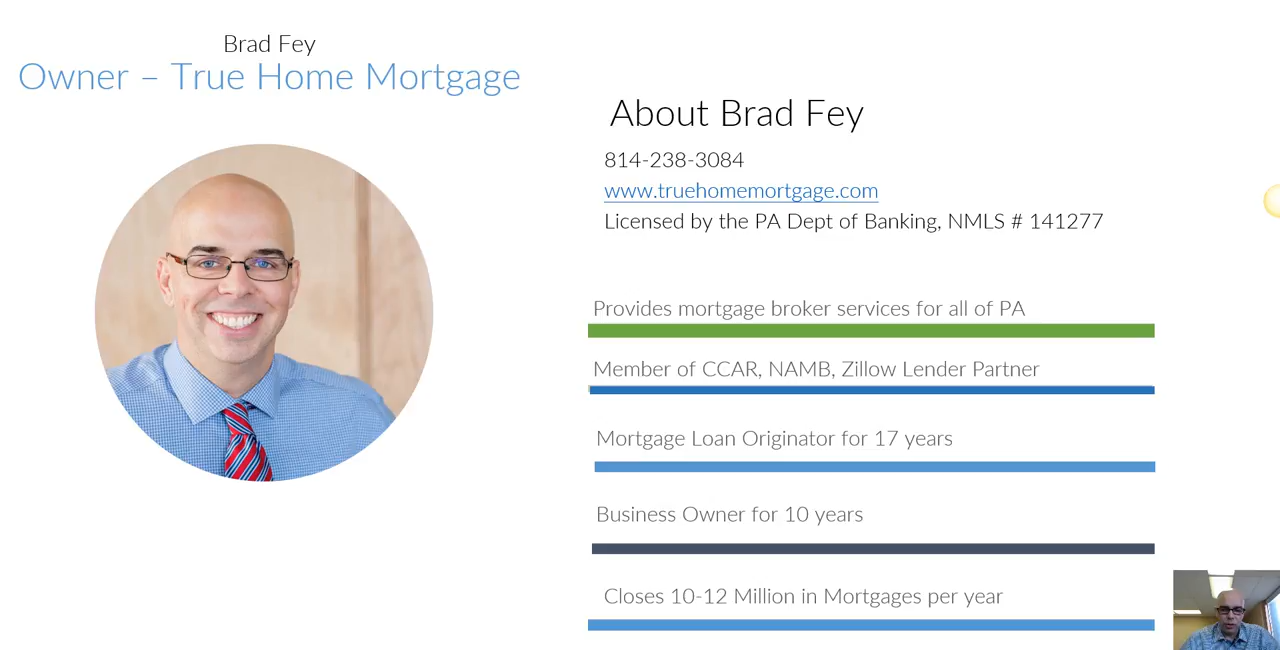 Brad Fey
Owner – True Home Mortgage
About Brad Fey
814-238-3084
www.truehomemortgage.com
Licensed by the PA Dept of Banking, NMLS # 141277
Provides mortgage broker services for all of PA
Member of CCAR, NAMB, Zillow Lender Partner
Mortgage Loan Originator for 17 years
Business Owner for 10 years
Closes 10-12 Million in Mortgages per year